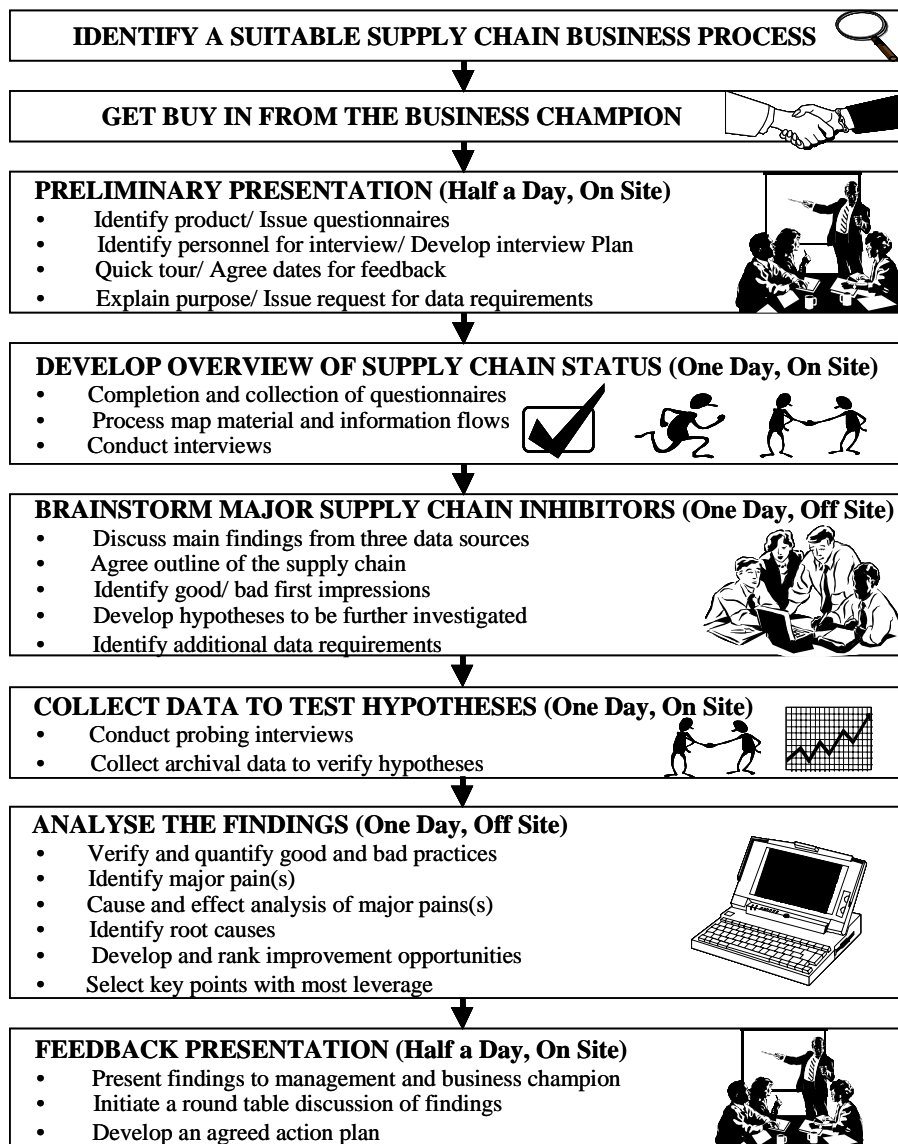 IDENTIFY A SUITABLE SUPPLY CHAIN BUSINESS PROCESS
GET BUY IN FROM THE BUSINESS CHAMPION
PRELIMINARY PRESENTATION (Half a Day, On Site)
• Identify product/ Issue questionnaires
• Identify personnel for interview/ Develop interview Plan
• Quick tour/ Agree dates for feedback
• Explain purpose/ Issue request for data requirements
DEVELOP OVERVIEW OF SUPPLY CHAIN STATUS (One Day, On Site)
• Completion and collection of questionnaires
• Process map material and information flows
• Conduct interviews
BRAINSTORM MAJOR SUPPLY CHAIN INHIBITORS (One Day, Off Site)
• Discuss main findings from three data sources
• Agree outline of the supply chain
• Identify good/ bad first impressions
• Develop hypotheses to be further investigated
• Identify additional data requirements
COLLECT DATA TO TEST HYPOTHESES (One Day, On Site)
• Conduct probing interviews
• Collect archival data to verify hypotheses
ANALYSE THE FINDINGS (One Day, Off Site)
• Verify and quantify good and bad practices
• Identify major pain(s)
• Cause and effect analysis of major pains(s)
• Identify root causes
• Develop and rank improvement opportunities
• Select key points with most leverage
FEEDBACK PRESENTATION (Half a Day, On Site)
• Present findings to management and business champion
• Initiate a round table discussion of findings
• Develop an agreed action plan